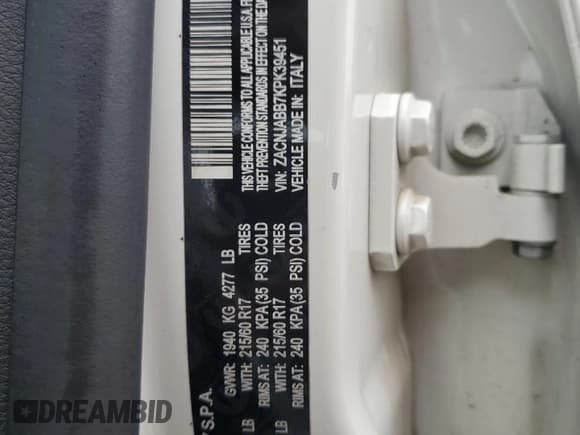 THIS VEHICLE CONFORMS TO ALL APPLICABLE U.S.A.
THEFT PREVENTION STANDARDS IN EFFECT ON THE
VIN: ZACNJABB7KPK39451
VEHICLE MADE IN: ITALY
S.P.A.
GVWR: 1940 KG 4277 LB
LB WITH: 215/60 R17 TIRES
RIMS AT: 240 KPA(35 PSI) COLD
LB WITH: 215/60 R17 TIRES
RIMS AT: 240 KPA(35 PSI) COLD
DREAMBID